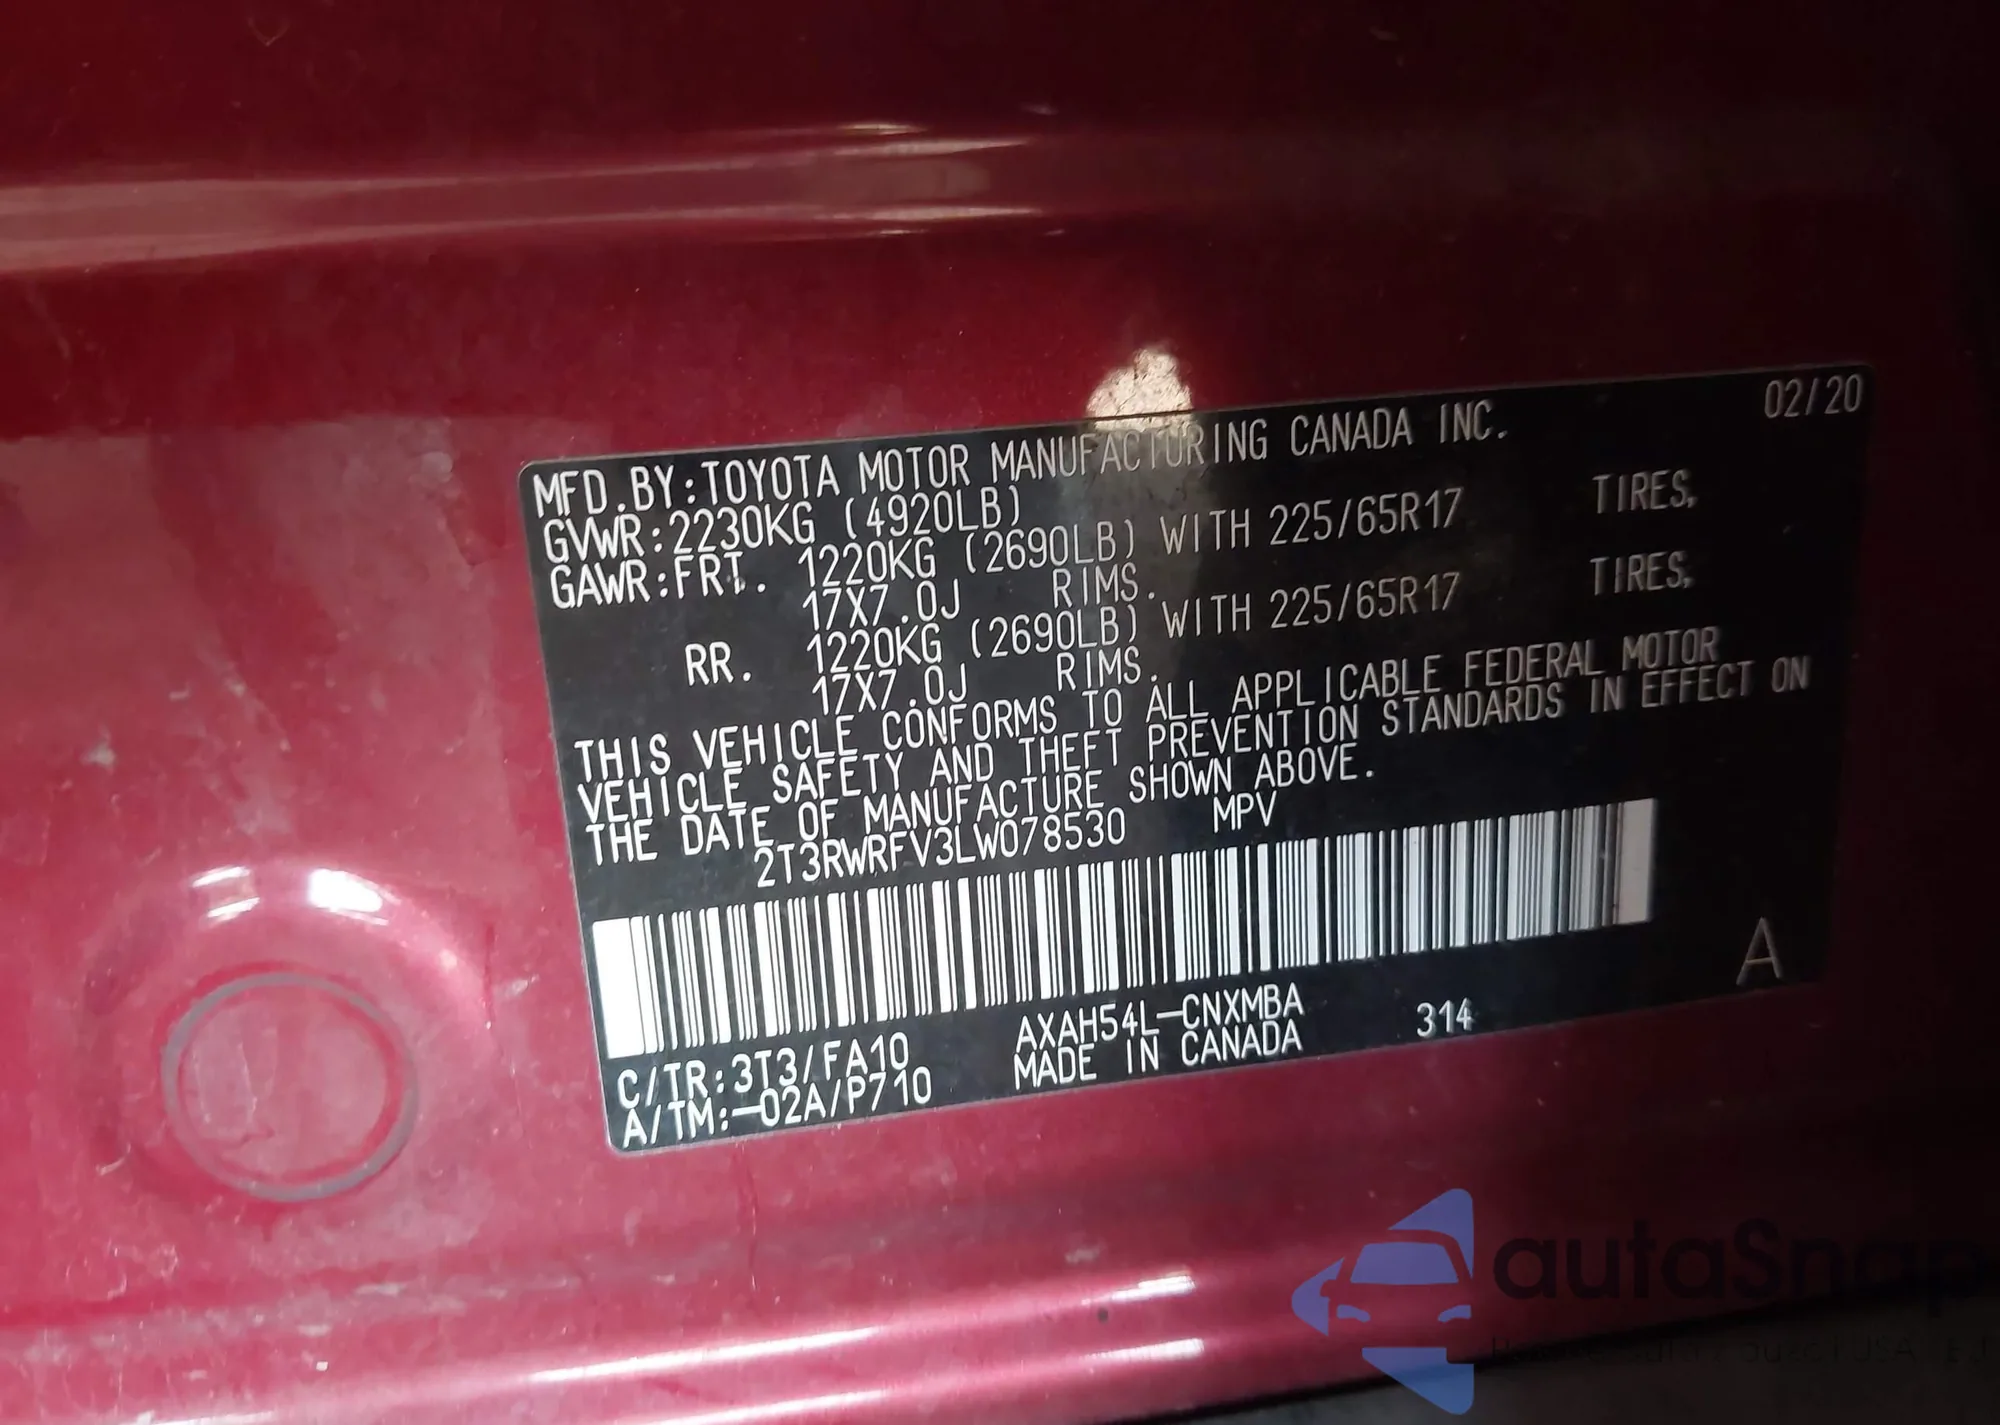 02/20
MFD.BY:TOYOTA MOTOR MANUFACTURING CANADA INC.
GVWR:2230KG (4920LB)
GAWR:FRT. 1220KG (2690LB) WITH 225/65R17 TIRES,
17X7.0J RIMS.
RR. 1220KG (2690LB) WITH 225/65R17 TIRES,
17X7.0J RIMS.
THIS VEHICLE CONFORMS TO ALL APPLICABLE FEDERAL MOTOR
VEHICLE SAFETY AND THEFT PREVENTION STANDARDS IN EFFECT ON
THE DATE OF MANUFACTURE SHOWN ABOVE.
2T3RWRFV3LW078530 MPV
A
C/TR:3T3/FA10 AXAH54L-CNXMBA 314
A/TM:-02A/P710 MADE IN CANADA
autaSnap